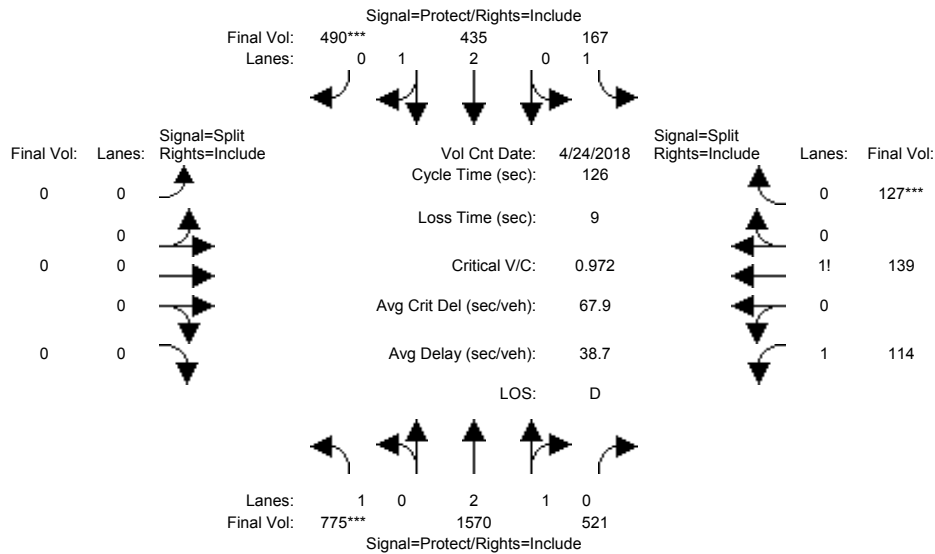 Signal=Protect/Rights=Include
Final Vol: 490*** 435 167
Lanes: 0 1 2 0 1
Signal=Split
Final Vol: Lanes: Rights=Include
Vol Cnt Date: 4/24/2018
Signal=Split
Rights=Include Lanes: Final Vol:
Cycle Time (sec): 126
0 0
0 127***
Loss Time (sec): 9
0
0
0 0
Critical V/C: 0.972
1! 139
0
Avg Crit Del (sec/veh): 67.9
0
0 0
Avg Delay (sec/veh): 38.7
1 114
LOS: D
Lanes: 1 0 2 1 0
Final Vol: 775*** 1570 521
Signal=Protect/Rights=Include